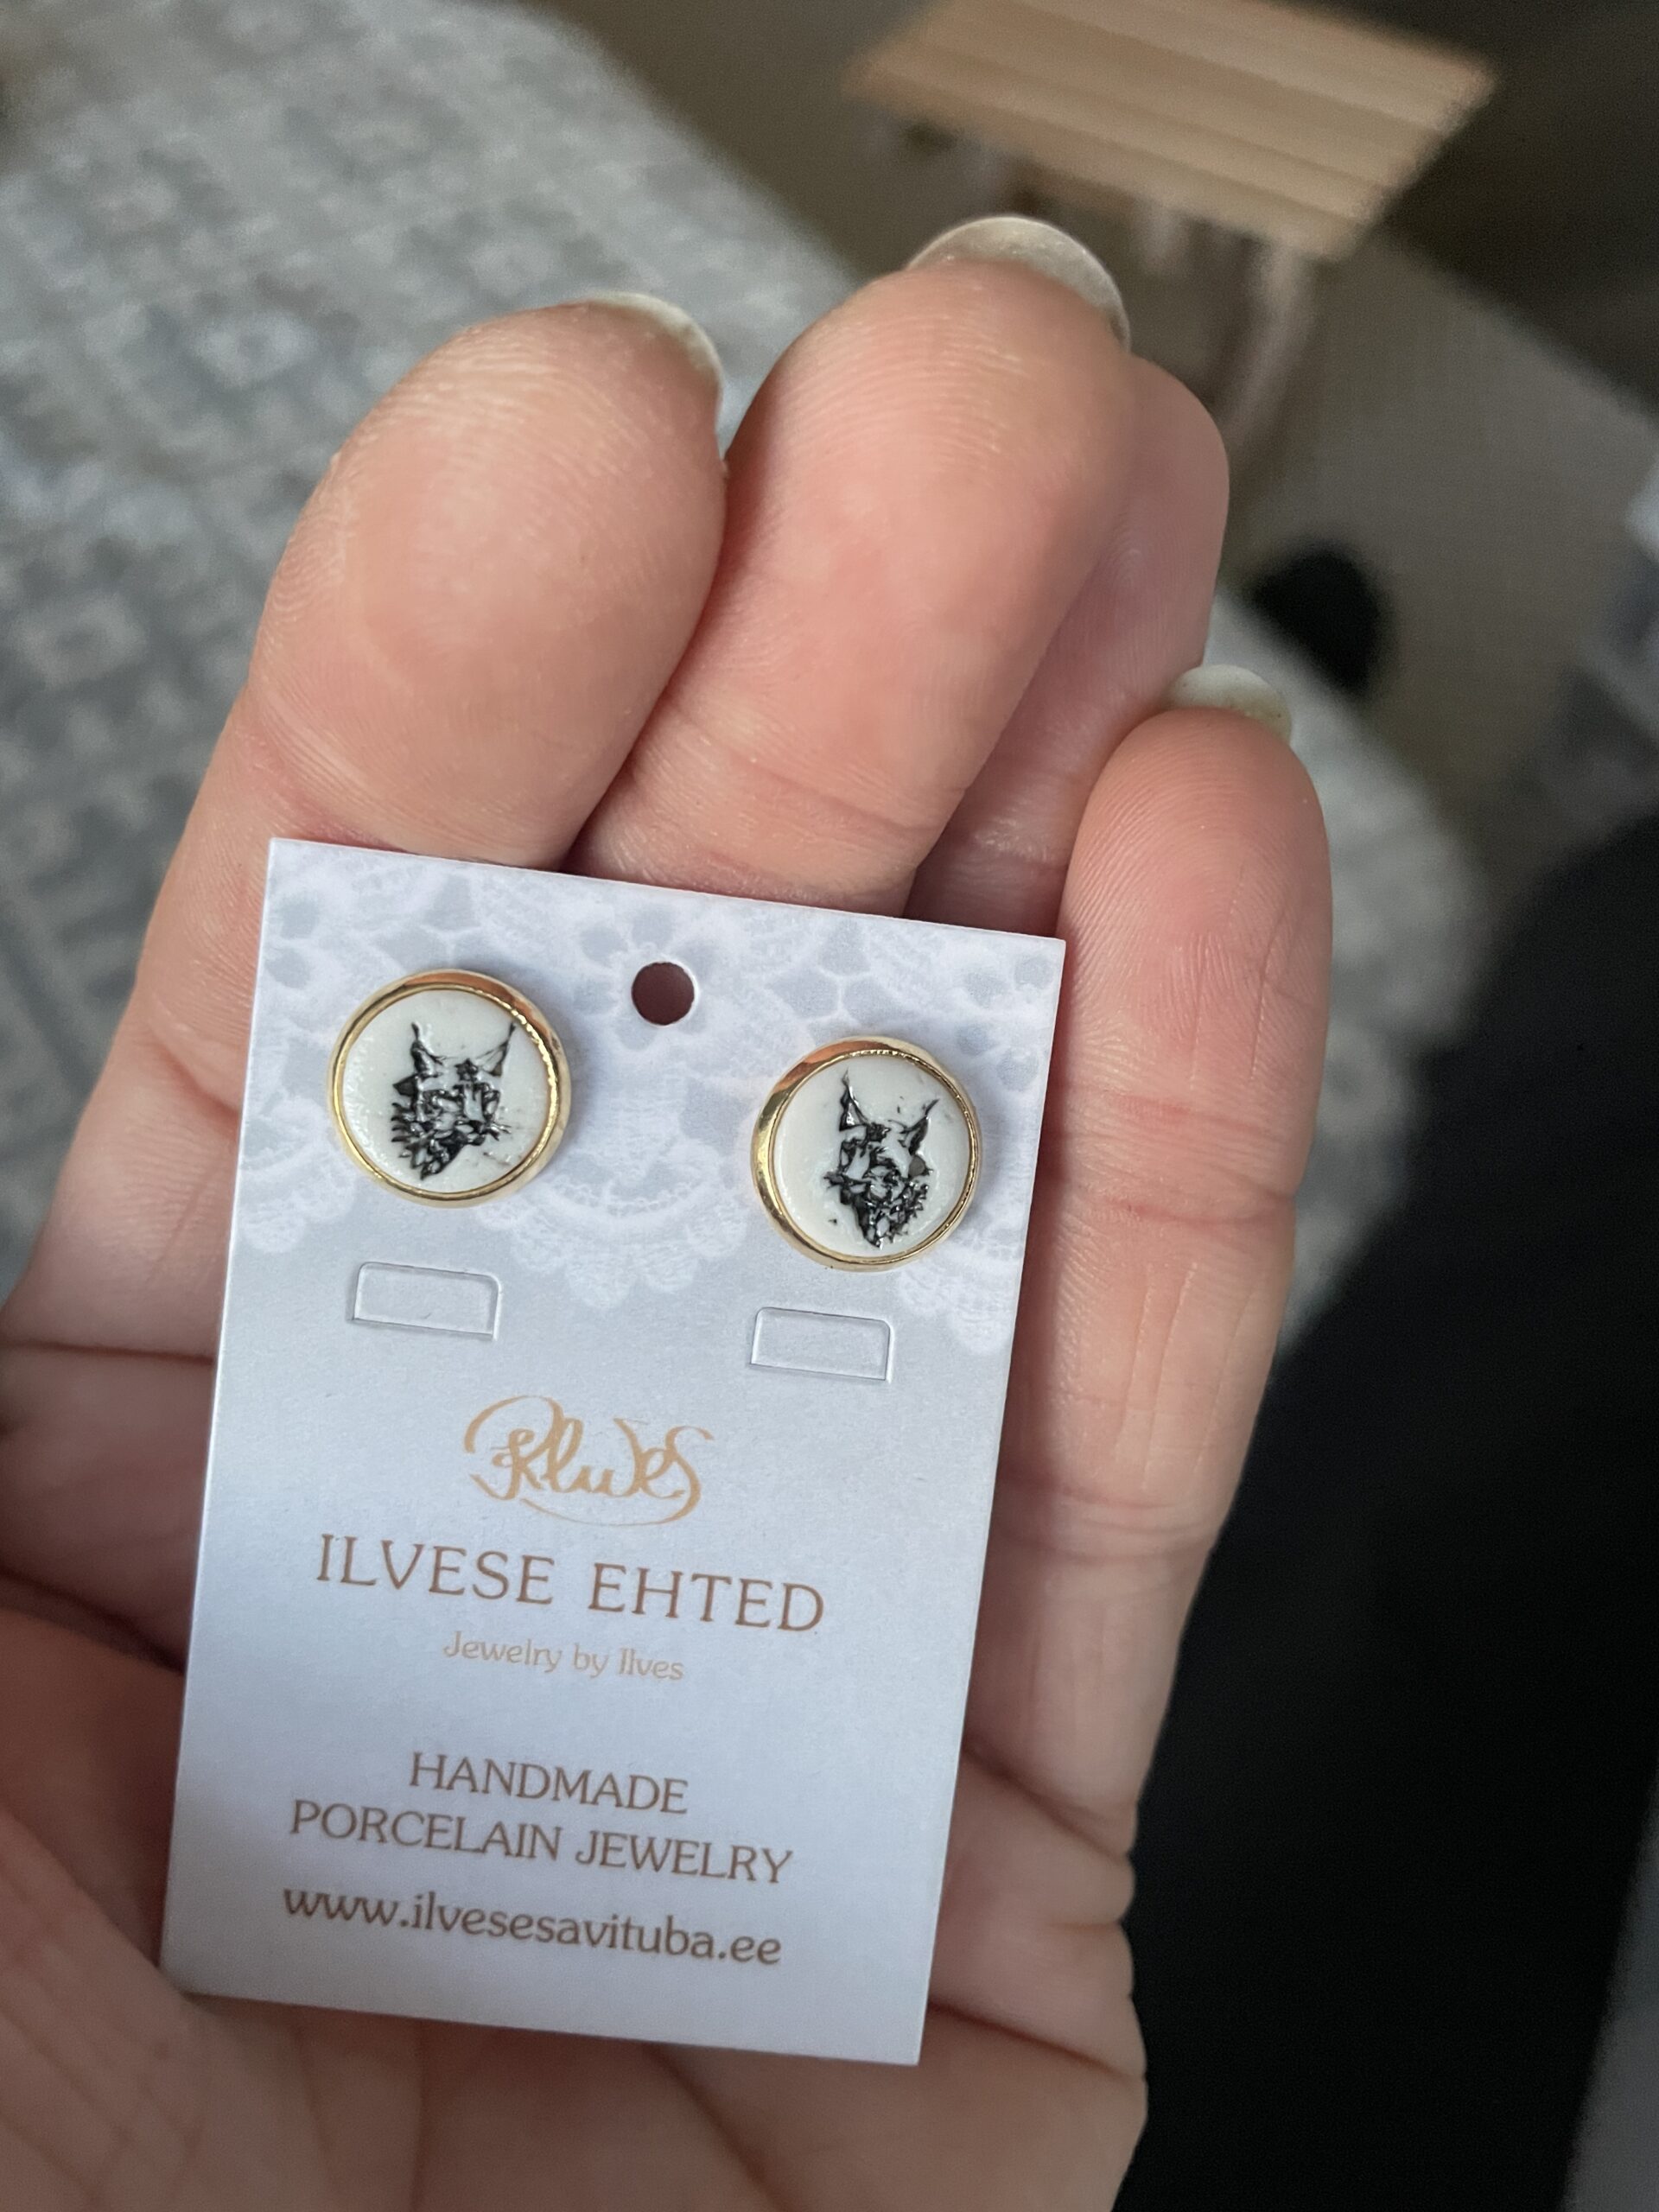 ILVESE EHTED
Jewelry by Ilves
HANDMADE
PORCELAIN JEWELRY
www.ilvesesavituba.ee